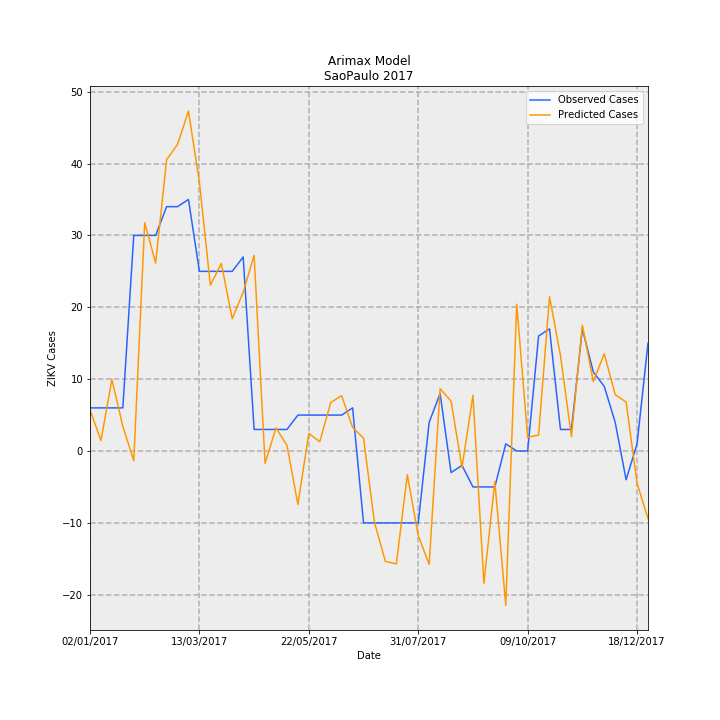 Arimax Model
SaoPaulo 2017
Observed Cases
Predicted Cases
ZIKV Cases
50
40
30
20
10
0
−10
−20
02/01/2017
13/03/2017
22/05/2017
31/07/2017
09/10/2017
18/12/2017
Date